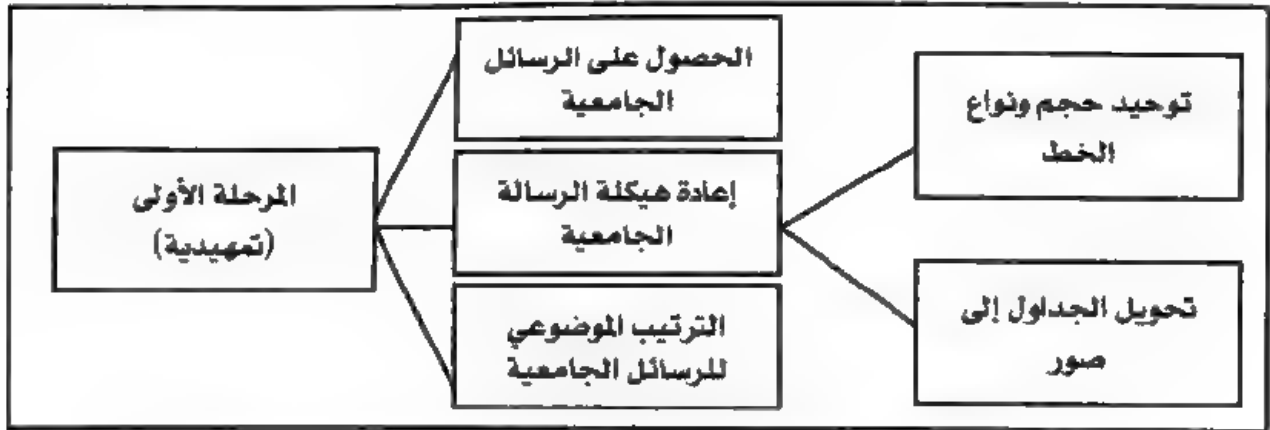 الحصول على الرسائل
الجامعية
توحيد حجم ونواع
الخط
المرحلة الأولى
(تمهيدية)
إعادة هيكلة الرسالة
الجامعية
تحويل الجداول إلى
صور
الترتيب الموضوعي
للرسائل الجامعية